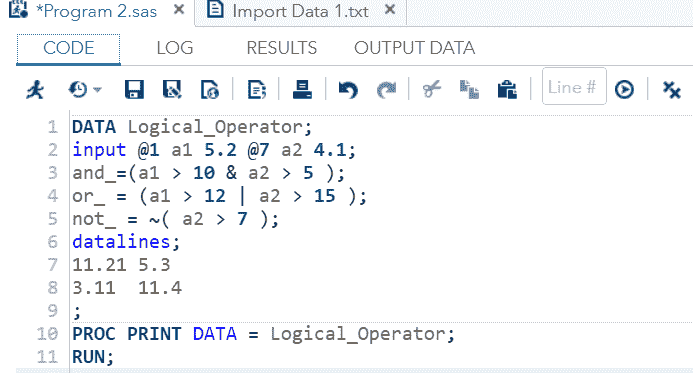 *Program 2.sas × Import Data 1.txt ×
CODE LOG RESULTS OUTPUT DATA
Line #
1 DATA Logical_Operator;
2 input @1 a1 5.2 @7 a2 4.1;
3 and_=(a1 > 10 & a2 > 5 );
4 or_ = (a1 > 12 | a2 > 15 );
5 not_ = ~( a2 > 7 );
6 datalines;
7 11.21 5.3
8 3.11  11.4
9 ;
10 PROC PRINT DATA = Logical_Operator;
11 RUN;